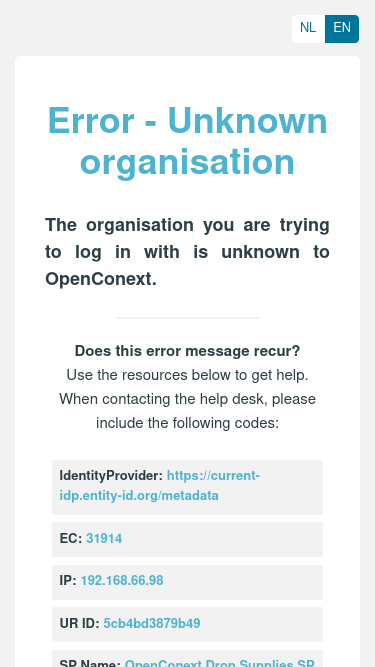 NL EN
Error - Unknown
organisation
The organisation you are trying
to log in with is unknown to
OpenConext.
Does this error message recur?
Use the resources below to get help.
When contacting the help desk, please
include the following codes:
IdentityProvider: https://current-
idp.entity-id.org/metadata
EC: 31914
IP: 192.168.66.98
UR ID: 5cb4bd3879b49
SP Name: OpenConext Drop Supplies SP